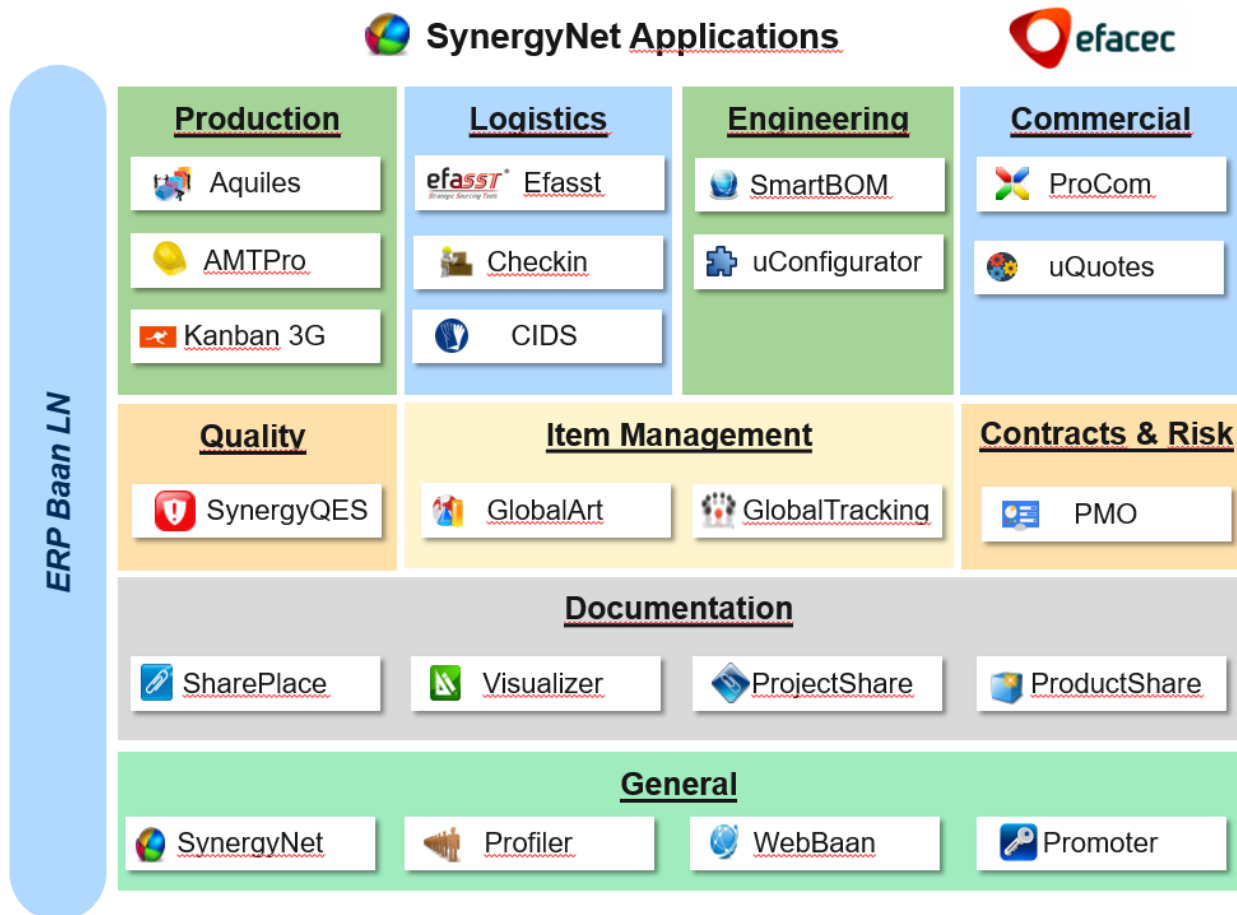 SynergyNet Applications
efacec
ERP Baan LN
Production
Aquiles
AMTPro
Kanban 3G
Logistics
efasst Efasst
Strategic Sourcing Tools
Checkin
CIDS
Engineering
SmartBOM
uConfigurator
Commercial
ProCom
uQuotes
Quality
SynergyQES
Item Management
GlobalArt
GlobalTracking
Contracts & Risk
PMO
Documentation
SharePlace
Visualizer
ProjectShare
ProductShare
General
SynergyNet
Profiler
WebBaan
Promoter